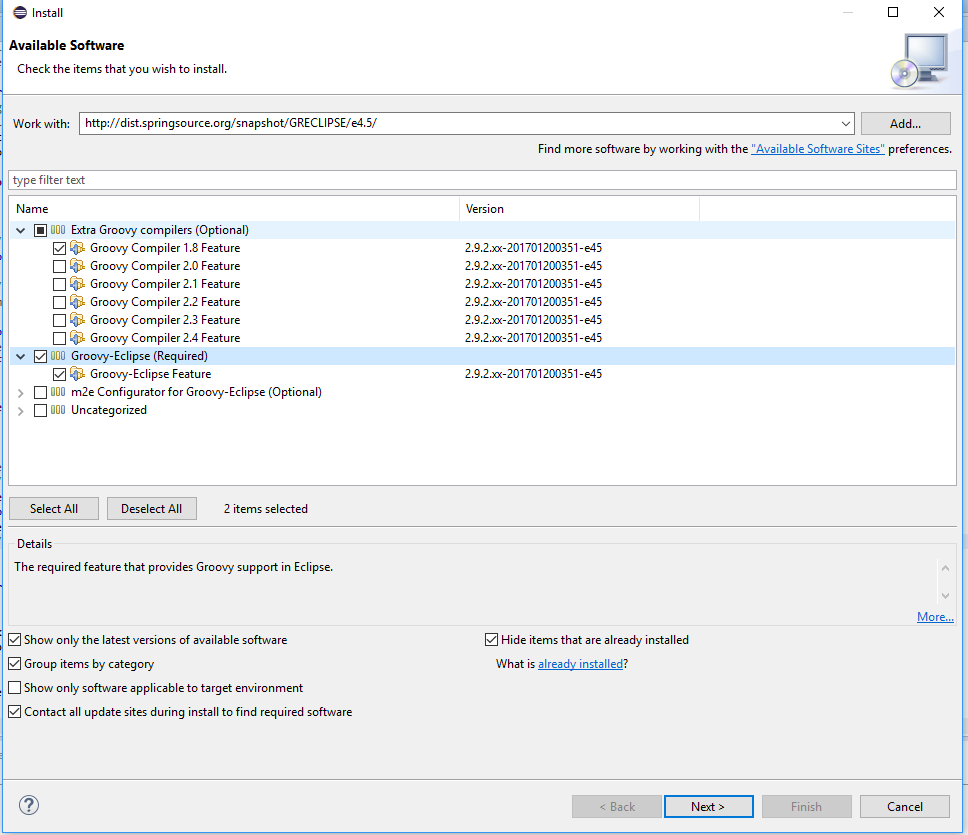 Install
Available Software
Check the items that you wish to install.
Work with: http://dist.springsource.org/snapshot/GRECLIPSE/e4.5/ Add...
Find more software by working with the "Available Software Sites" preferences.
type filter text
Name Version
Extra Groovy compilers (Optional)
Groovy Compiler 1.8 Feature 2.9.2.xx-201701200351-e45
Groovy Compiler 2.0 Feature 2.9.2.xx-201701200351-e45
Groovy Compiler 2.1 Feature 2.9.2.xx-201701200351-e45
Groovy Compiler 2.2 Feature 2.9.2.xx-201701200351-e45
Groovy Compiler 2.3 Feature 2.9.2.xx-201701200351-e45
Groovy Compiler 2.4 Feature 2.9.2.xx-201701200351-e45
Groovy-Eclipse (Required)
Groovy-Eclipse Feature 2.9.2.xx-201701200351-e45
m2e Configurator for Groovy-Eclipse (Optional)
Uncategorized
Select All Deselect All 2 items selected
Details
The required feature that provides Groovy support in Eclipse.
More...
Show only the latest versions of available software Hide items that are already installed
Group items by category What is already installed?
Show only software applicable to target environment
Contact all update sites during install to find required software
? < Back Next > Finish Cancel